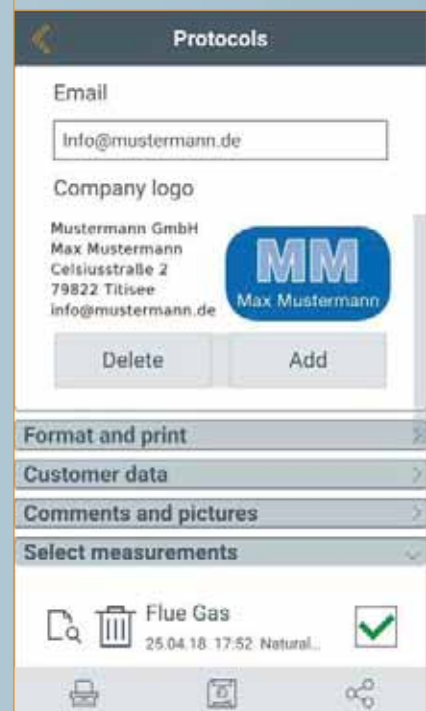 Protocols
Email
Info@mustermann.de
Company logo
Mustermann GmbH
Max Mustermann
Celsiusstraße 2
79822 Titisee
info@mustermann.de
MM
Max Mustermann
Delete Add
Format and print
Customer data
Comments and pictures
Select measurements
Flue Gas
25.04.18 17:52 Natural...